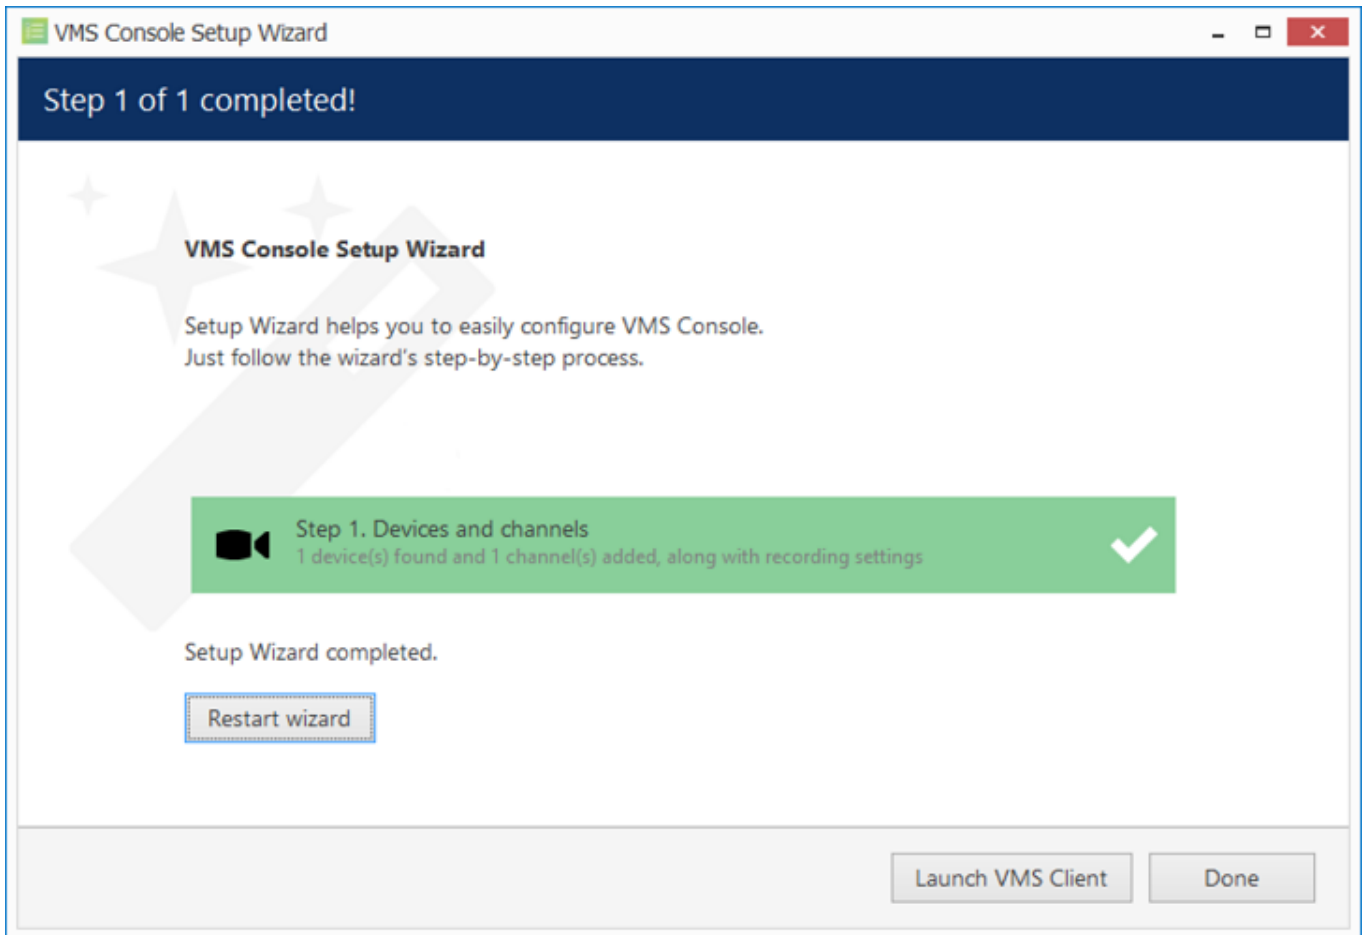 VMS Console Setup Wizard
Step 1 of 1 completed!
VMS Console Setup Wizard
Setup Wizard helps you to easily configure VMS Console.
Just follow the wizard's step-by-step process.
Step 1. Devices and channels
1 device(s) found and 1 channel(s) added, along with recording settings
Setup Wizard completed.
Restart wizard
Launch VMS Client
Done